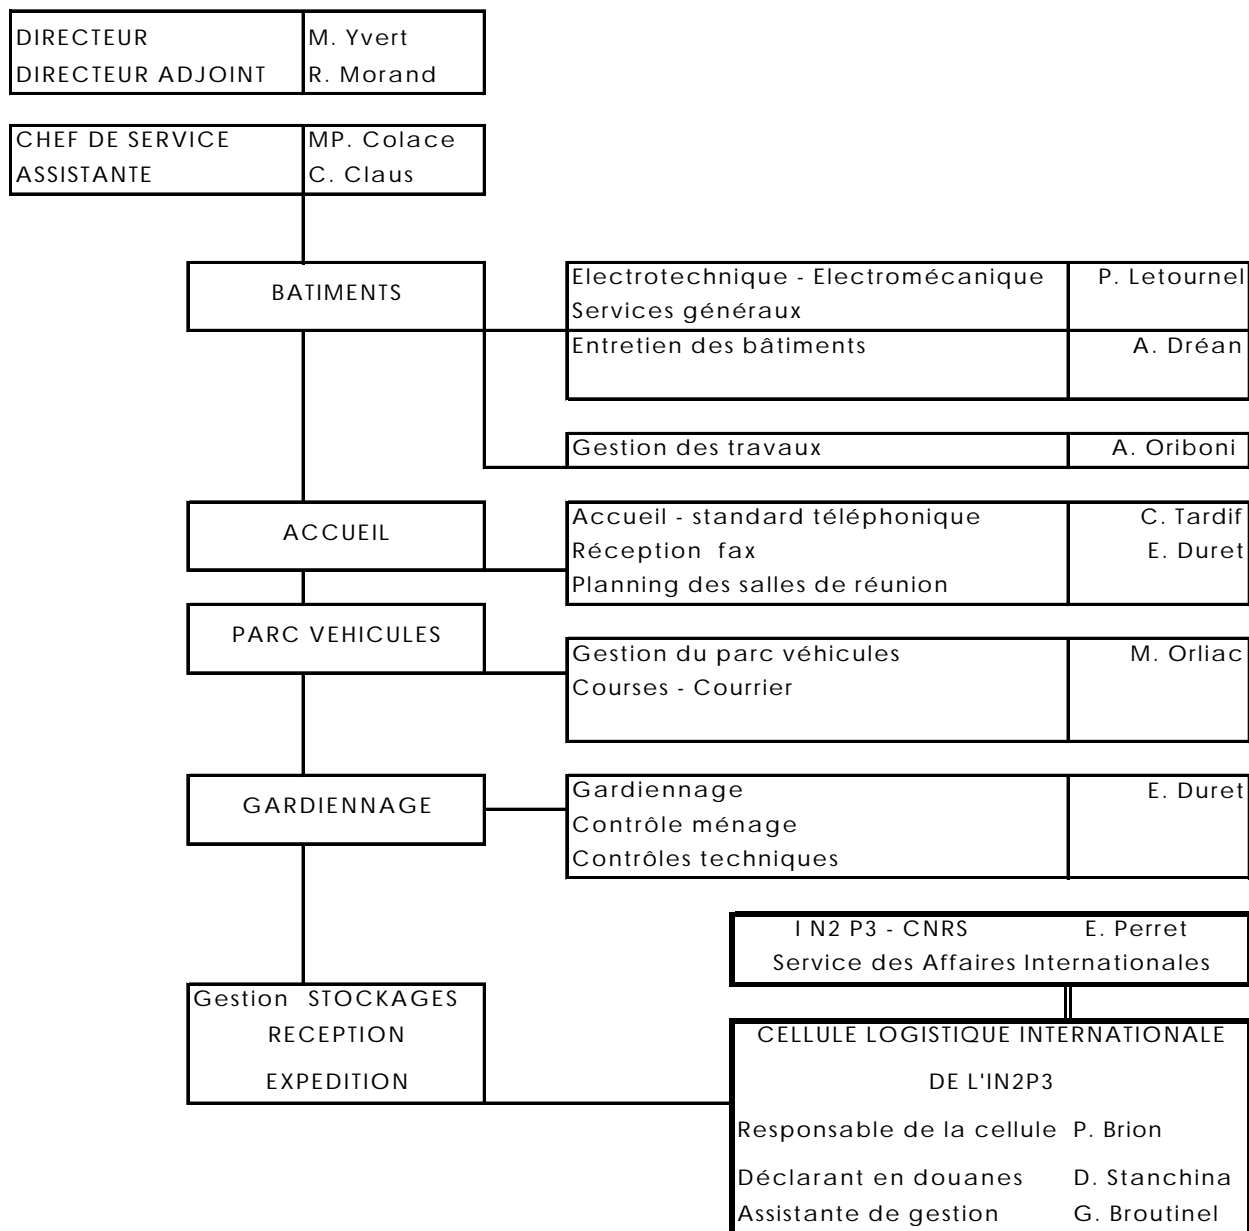 DIRECTEUR M. Yvert
DIRECTEUR ADJOINT R. Morand
CHEF DE SERVICE MP. Colace
ASSISTANTE C. Claus
BATIMENTS
Electrotechnique - Electromécanique P. Letournel
Services généraux
Entretien des bâtiments A. Dréan
Gestion des travaux A. Oriboni
ACCUEIL
Accueil - standard téléphonique C. Tardif
Réception fax E. Duret
Planning des salles de réunion
PARC VEHICULES
Gestion du parc véhicules M. Orliac
Courses - Courrier
GARDIENNAGE
Gardiennage E. Duret
Contrôle ménage
Contrôles techniques
I N2 P3 - CNRS E. Perret
Service des Affaires Internationales
Gestion STOCKAGES
RECEPTION
EXPEDITION
CELLULE LOGISTIQUE INTERNATIONALE
DE L'IN2P3
Responsable de la cellule P. Brion
Déclarant en douanes D. Stanchina
Assistante de gestion G. Broutinel